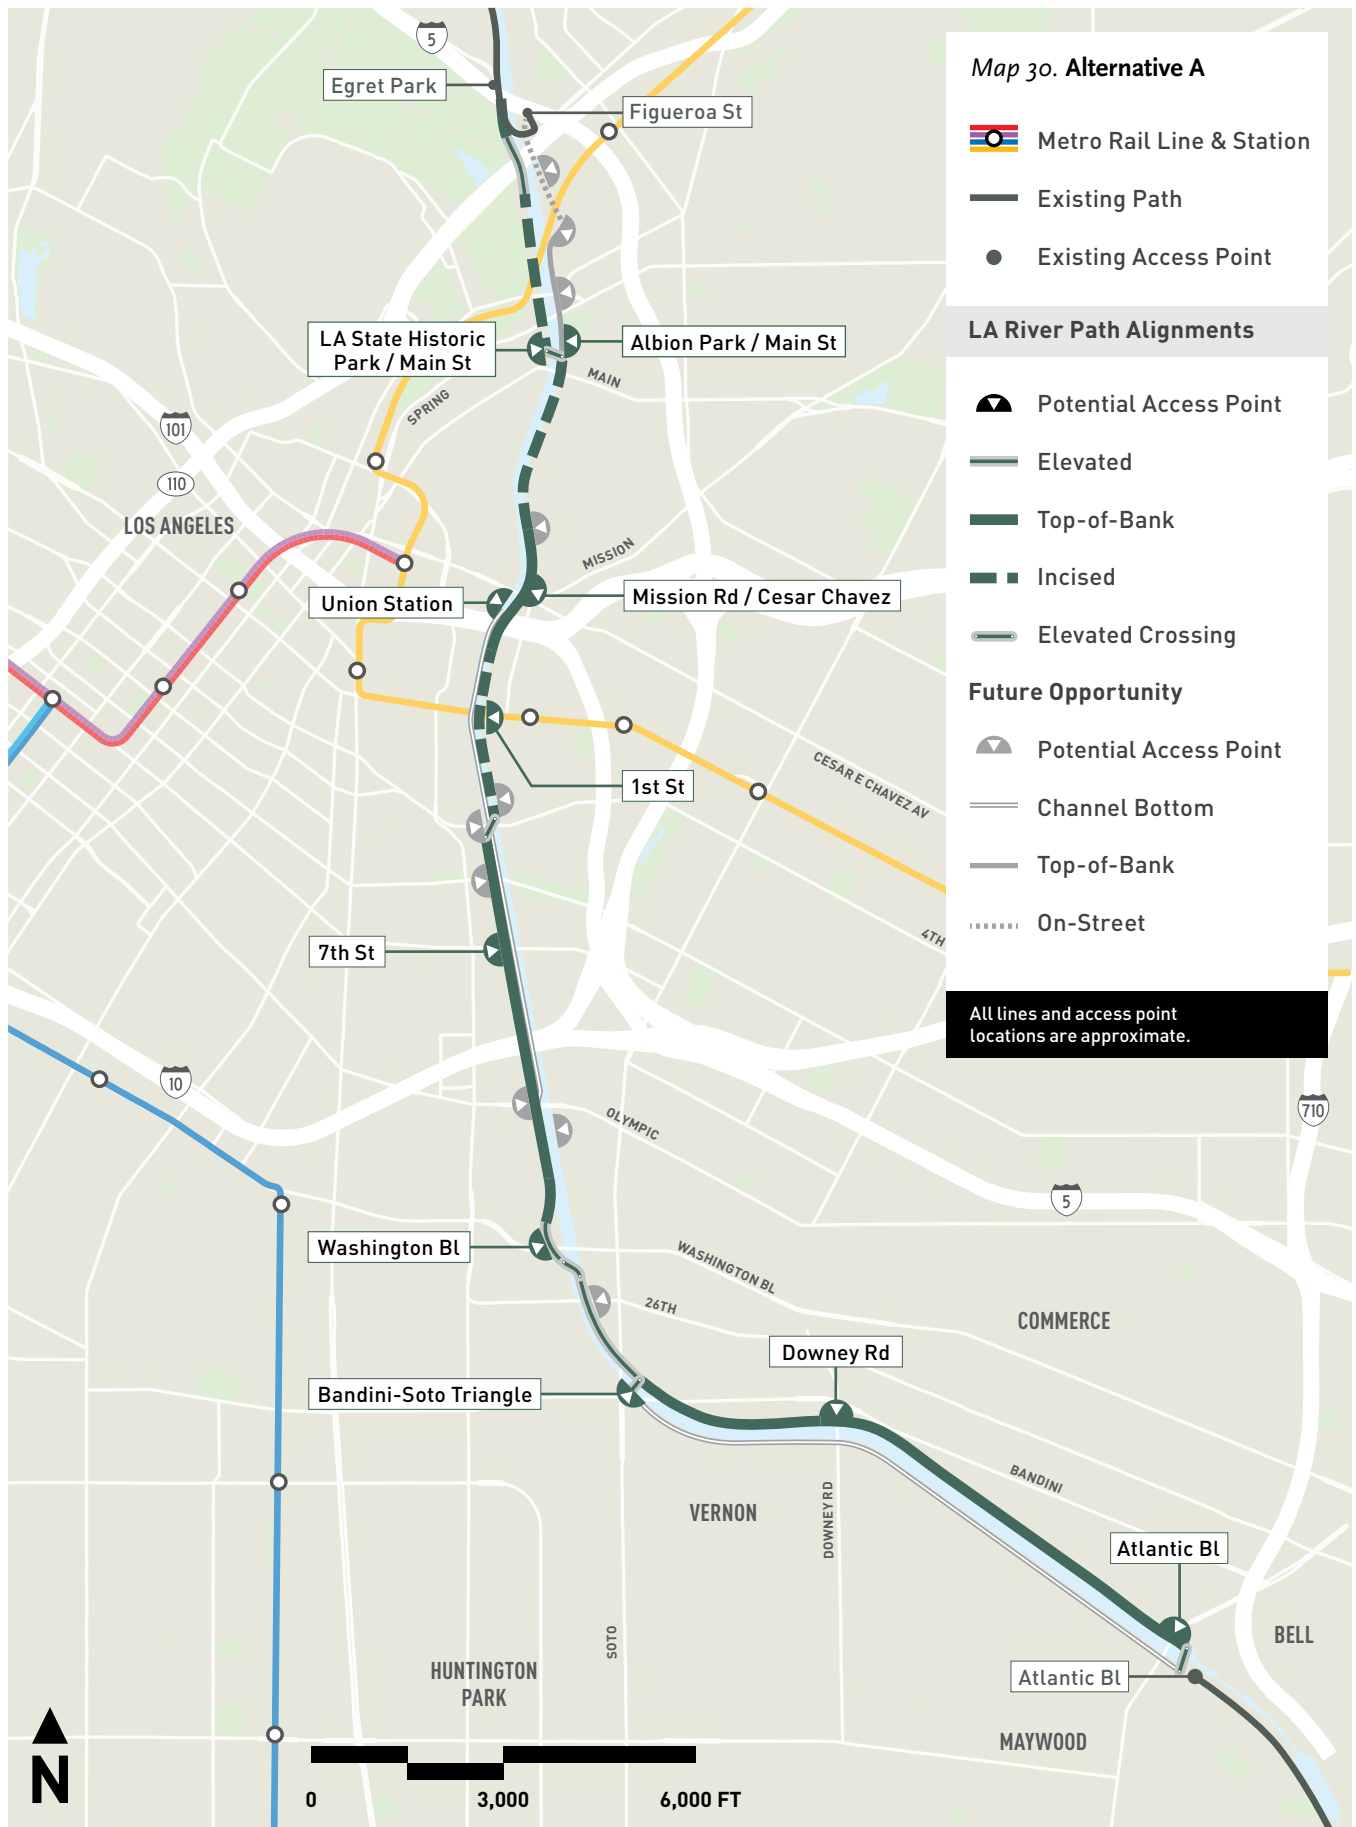 5
Egret Park
Figueroa St
LA State Historic
Park / Main St
Albion Park / Main St
MAIN
SPRING
101
110
LOS ANGELES
MISSION
Union Station
Mission Rd / Cesar Chavez
1st St
CESAR E CHAVEZ AV
4TH
7th St
10
OLYMPIC
710
5
Washington Bl
WASHINGTON BL
26TH
COMMERCE
Downey Rd
Bandini-Soto Triangle
BANDINI
VERNON
DOWNEY RD
Atlantic Bl
SOTO
BELL
HUNTINGTON
PARK
Atlantic Bl
MAYWOOD
N
0
3,000
6,000 FT
Map 30. Alternative A
Metro Rail Line & Station
Existing Path
Existing Access Point
LA River Path Alignments
Potential Access Point
Elevated
Top-of-Bank
Incised
Elevated Crossing
Future Opportunity
Potential Access Point
Channel Bottom
Top-of-Bank
On-Street
All lines and access point
locations are approximate.